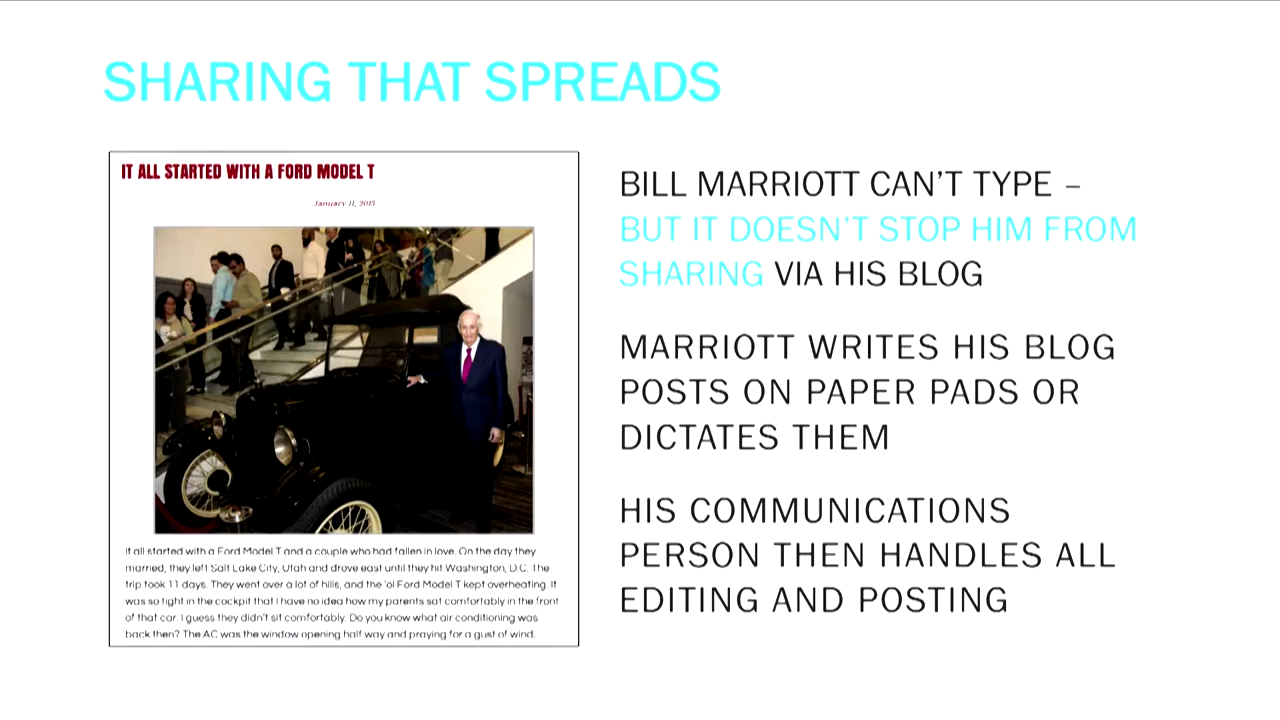 SHARING THAT SPREADS
IT ALL STARTED WITH A FORD MODEL T
January 11, 2015
It all started with a Ford Model T and a couple who had fallen in love. On the day they
married, they left Salt Lake City, Utah and drove east until they hit Washington, D.C. The
trip took 11 days. They went over a lot of hills, and the 'ol Ford Model T kept overheating. It
was so tight in the cockpit that I have no idea how my parents sat comfortably in the front
of that car. I guess they didn't sit comfortably. Do you know what air conditioning was
back then? The AC was the window opening half way and praying for a gust of wind.
BILL MARRIOTT CAN'T TYPE –
BUT IT DOESN'T STOP HIM FROM
SHARING VIA HIS BLOG
MARRIOTT WRITES HIS BLOG
POSTS ON PAPER PADS OR
DICTATES THEM
HIS COMMUNICATIONS
PERSON THEN HANDLES ALL
EDITING AND POSTING